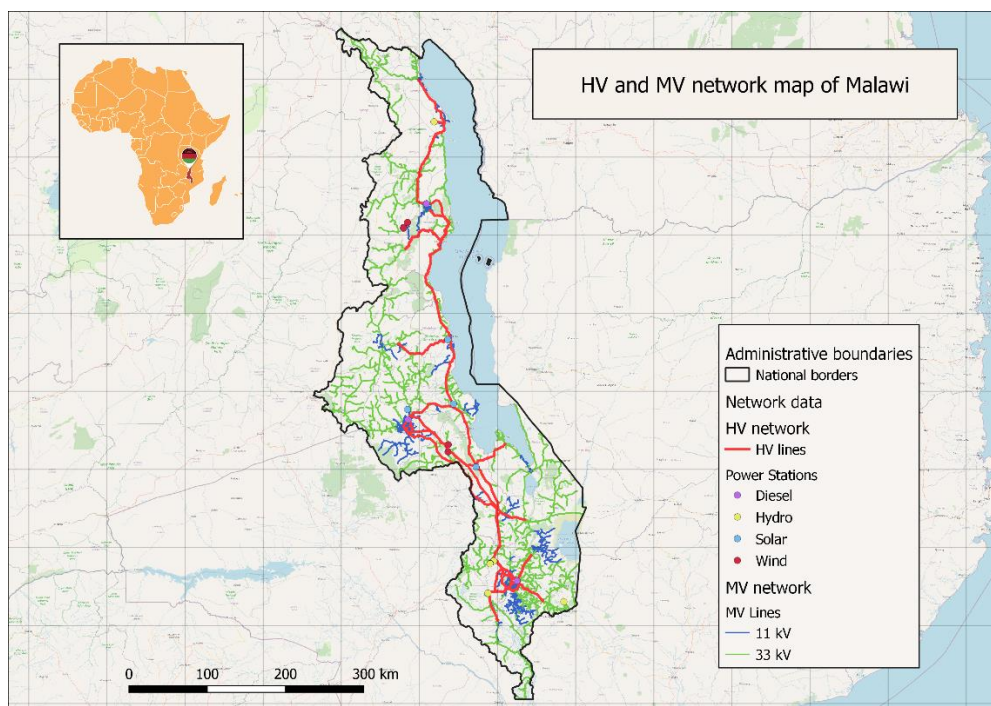 HV and MV network map of Malawi
Administrative boundaries
National borders
Network data
HV network
HV lines
Power Stations
Diesel
Hydro
Solar
Wind
MV network
MV Lines
11 kV
33 kV
0 100 200 300 km